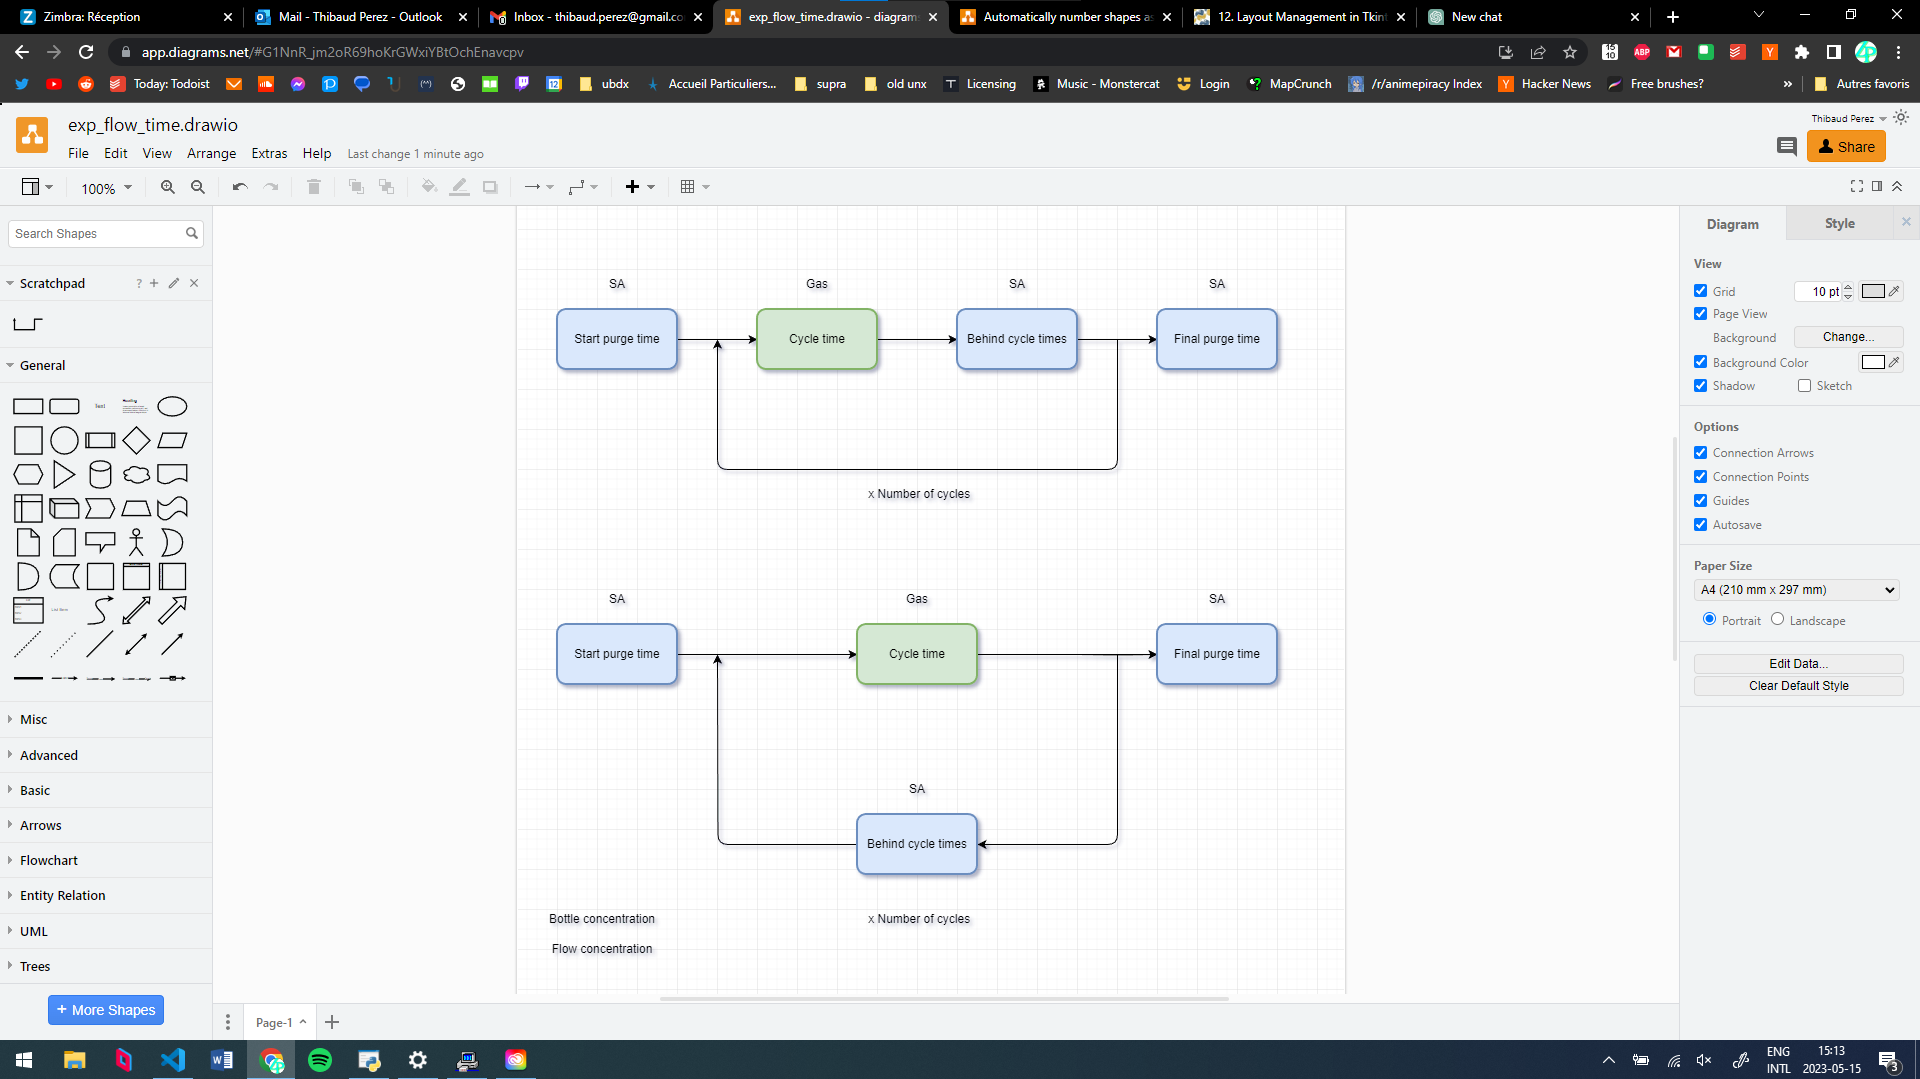 Zimbra: Réception
Mail - Thibaud Perez - Outlook
Inbox - thibaud.perez@gmail.co
exp_flow_time.drawio - diagram
Automatically number shapes as
12. Layout Management in Tkin
New chat
app.diagrams.net/#G1NnR_jm2oR69hoKrGWxiYBtOchEnavcpv
Today: Todoist
ubdx
Accueil Particuliers...
supra
old unx
Licensing
Music - Monstercat
Login
MapCrunch
/r/animepiracy Index
Hacker News
Free brushes?
»
Autres favoris
exp_flow_time.drawio
Thibaud Perez
File Edit View Arrange Extras Help Last change 1 minute ago
Share
100%
Search Shapes
Diagram Style
Scratchpad ?
General
Text
Heading
Misc
Advanced
Basic
Arrows
Flowchart
Entity Relation
UML
Trees
+ More Shapes
SA Gas SA SA
Start purge time Cycle time Behind cycle times Final purge time
x Number of cycles
SA Gas SA
Start purge time Cycle time Final purge time
SA
Behind cycle times
Bottle concentration x Number of cycles
Flow concentration
View
Grid 10 pt
Page View
Background Change...
Background Color
Shadow Sketch
Options
Connection Arrows
Connection Points
Guides
Autosave
Paper Size
A4 (210 mm x 297 mm)
Portrait Landscape
Edit Data...
Clear Default Style
Page-1
ENG
INTL
15:13
2023-05-15
3